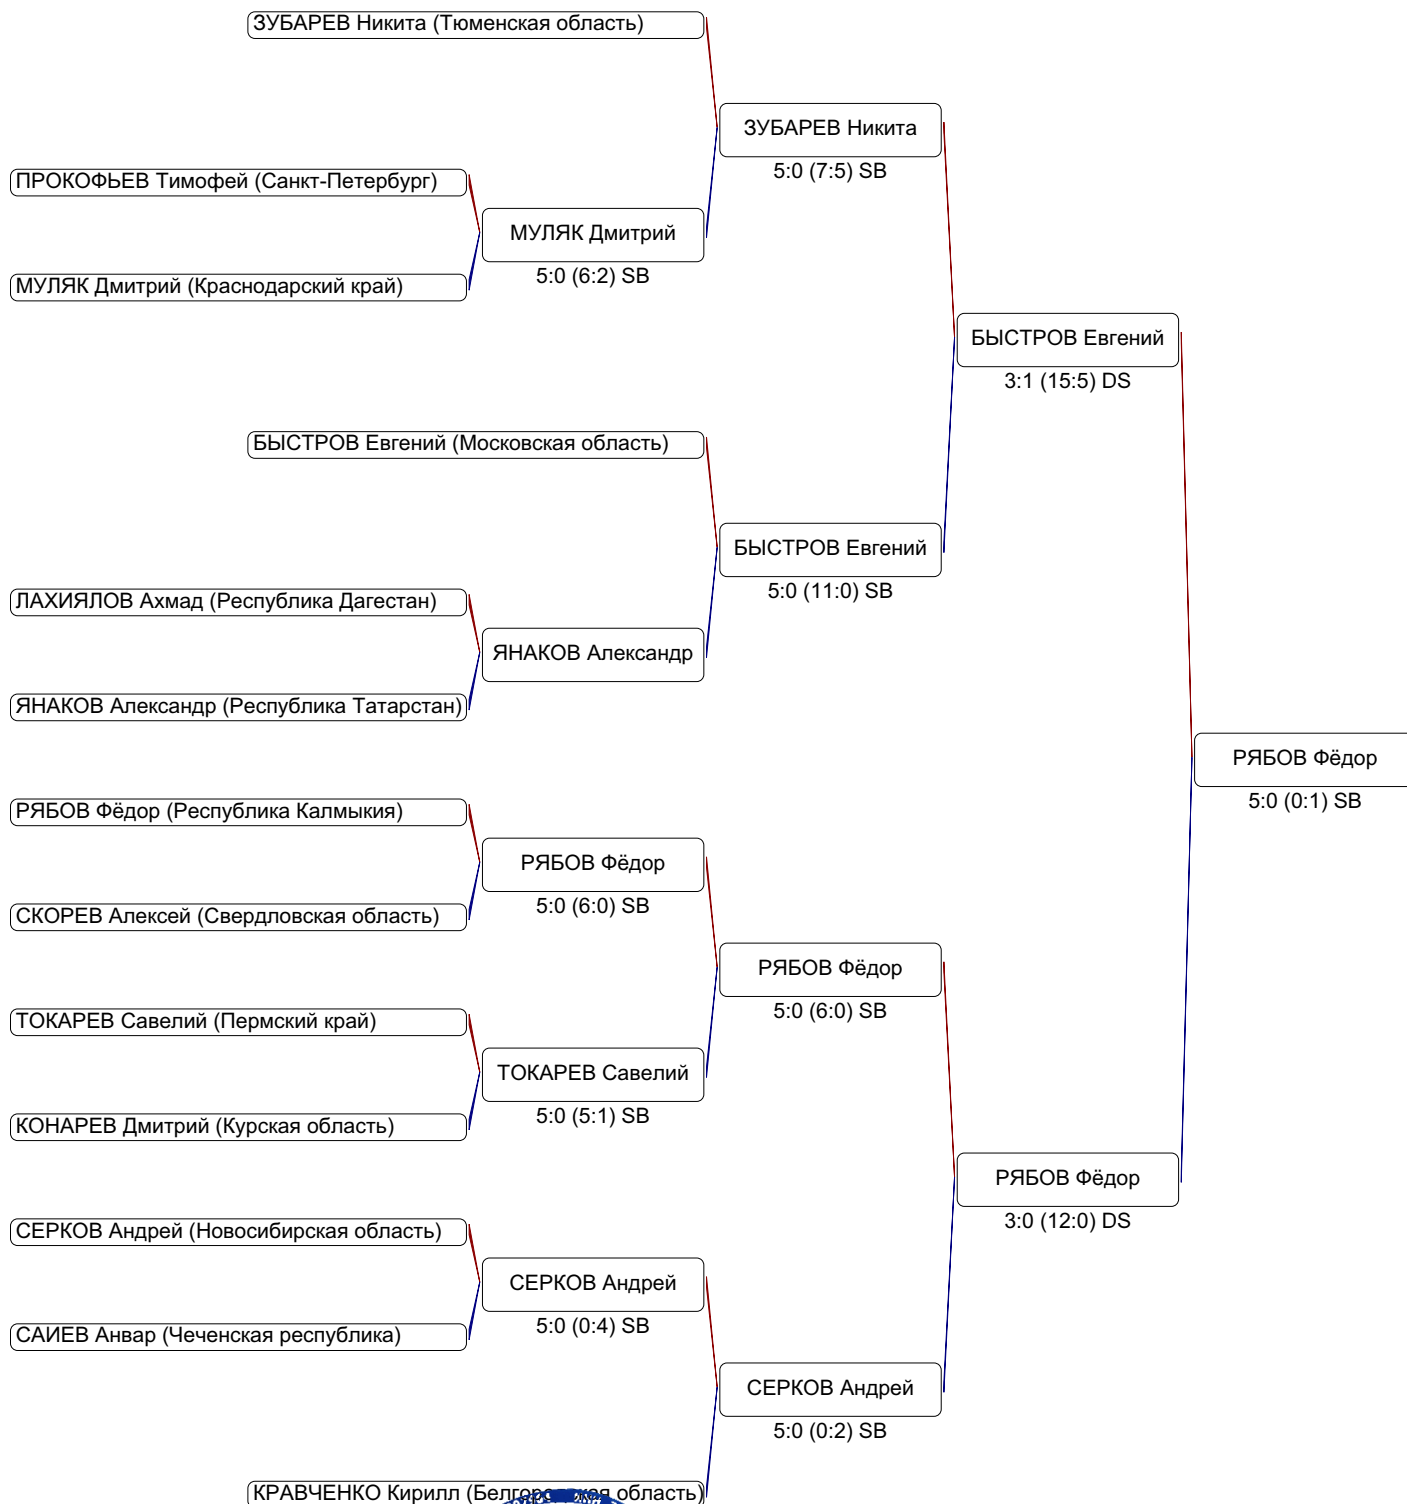 ЗУБАРЕВ Никита (Тюменская область)
ЗУБАРЕВ Никита
5:0 (7:5) SB
ПРОКОФЬЕВ Тимофей (Санкт-Петербург)
МУЛЯК Дмитрий
5:0 (6:2) SB
МУЛЯК Дмитрий (Краснодарский край)
БЫСТРОВ Евгений
3:1 (15:5) DS
БЫСТРОВ Евгений (Московская область)
БЫСТРОВ Евгений
5:0 (11:0) SB
ЛАХИЯЛОВ Ахмад (Республика Дагестан)
ЯНАКОВ Александр
ЯНАКОВ Александр (Республика Татарстан)
РЯБОВ Фёдор
5:0 (0:1) SB
РЯБОВ Фёдор (Республика Калмыкия)
РЯБОВ Фёдор
5:0 (6:0) SB
СКОРЕВ Алексей (Свердловская область)
РЯБОВ Фёдор
5:0 (6:0) SB
ТОКАРЕВ Савелий (Пермский край)
ТОКАРЕВ Савелий
5:0 (5:1) SB
КОНАРЕВ Дмитрий (Курская область)
РЯБОВ Фёдор
3:0 (12:0) DS
СЕРКОВ Андрей (Новосибирская область)
СЕРКОВ Андрей
5:0 (0:4) SB
САИЕВ Анвар (Чеченская республика)
СЕРКОВ Андрей
5:0 (0:2) SB
КРАВЧЕНКО Кирилл (Белгородская область)